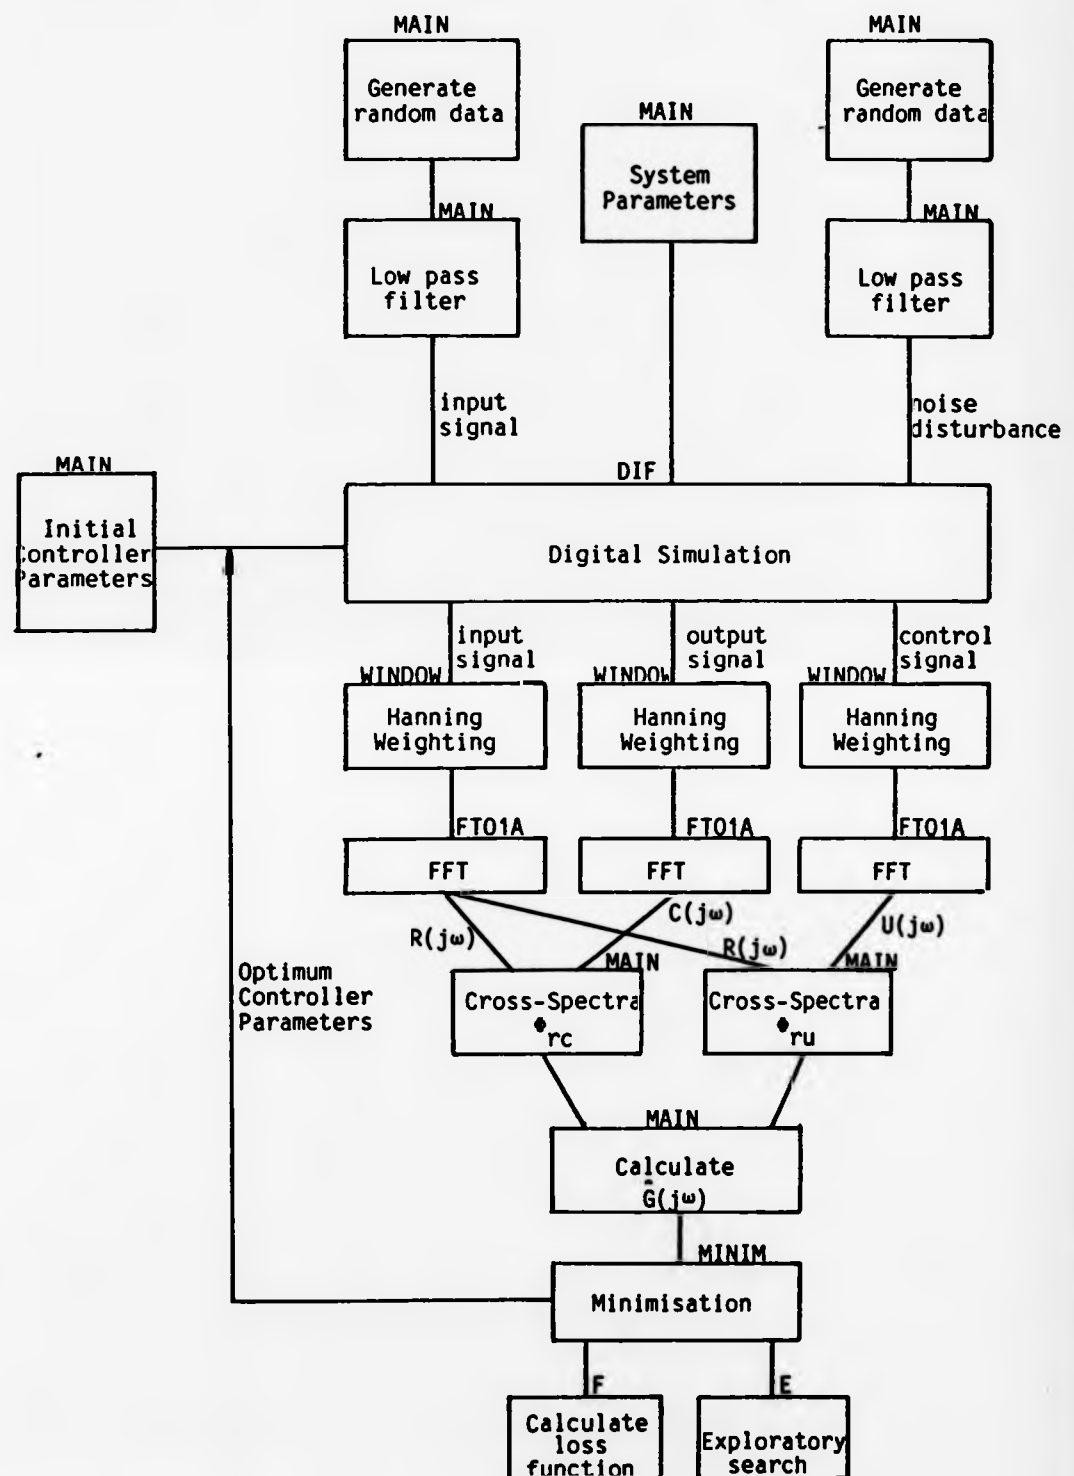 MAIN
MAIN
Generate
random data
Generate
random data
MAIN
System
Parameters
MAIN
MAIN
Low pass
filter
Low pass
filter
input
signal
noise
disturbance
MAIN
DIF
Initial
Controller
Parameters
Digital Simulation
input
signal
output
signal
control
signal
WINDOW
WINDOW
WINDOW
Hanning
Weighting
Hanning
Weighting
Hanning
Weighting
FT01A
FT01A
FT01A
FFT
FFT
FFT
R(jω)
C(jω)
R(jω)
U(jω)
MAIN
MAIN
Optimum
Controller
Parameters
Cross-Spectra
Φrc
Cross-Spectra
Φru
MAIN
Calculate
Ĝ(jω)
MINIM
Minimisation
F
E
Calculate
loss
function
Exploratory
search